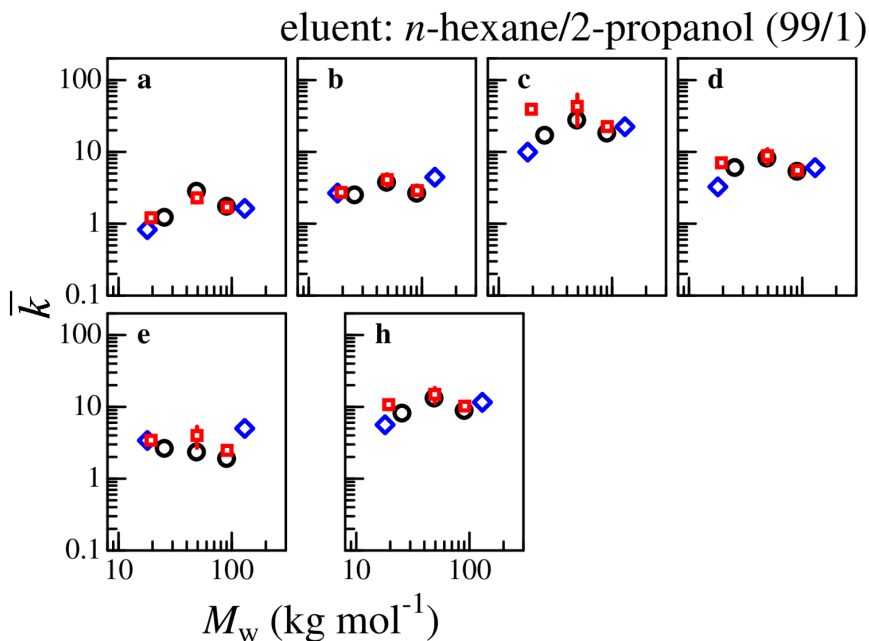 eluent: n-hexane/2-propanol (99/1)
a b c d
100
10
1
0.1
k̅
e h
100
10
1
0.1
10 100 10 100
Mw (kg mol-1)